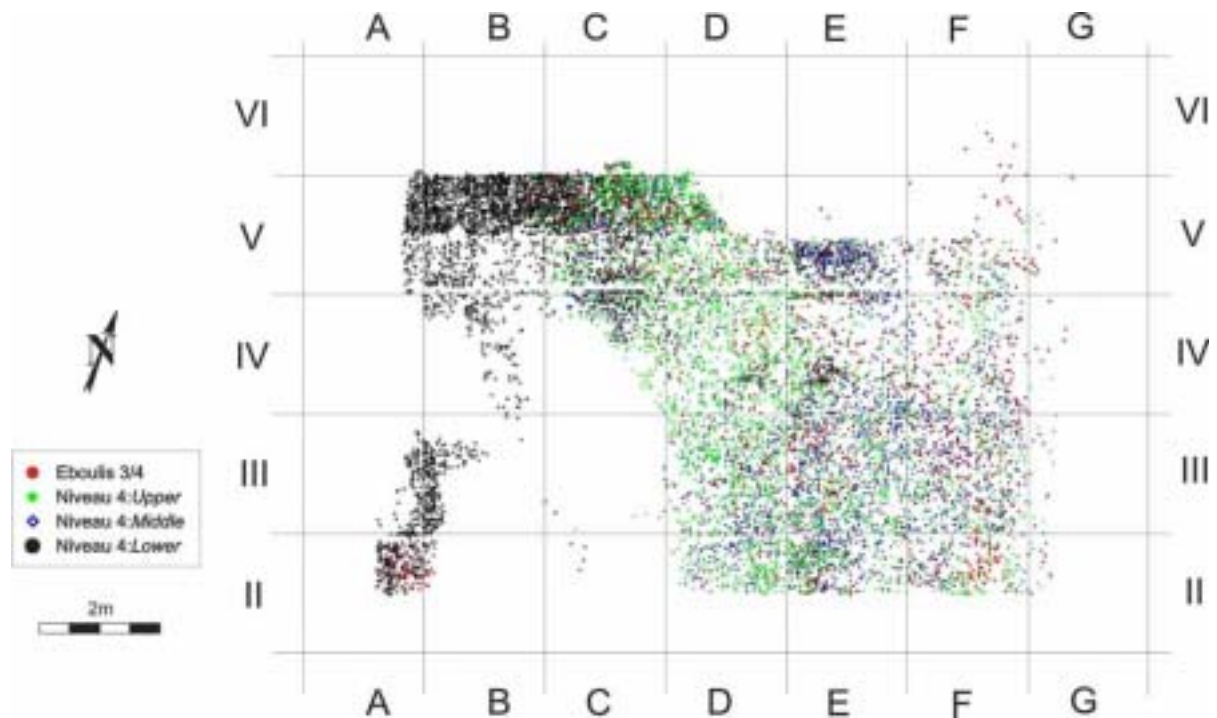 A B C D E F G
VI VI
V V
IV IV
N
III III
Eboulis 3/4
Niveau 4:Upper
Niveau 4:Middle
Niveau 4:Lower
II II
2m
A B C D E F G